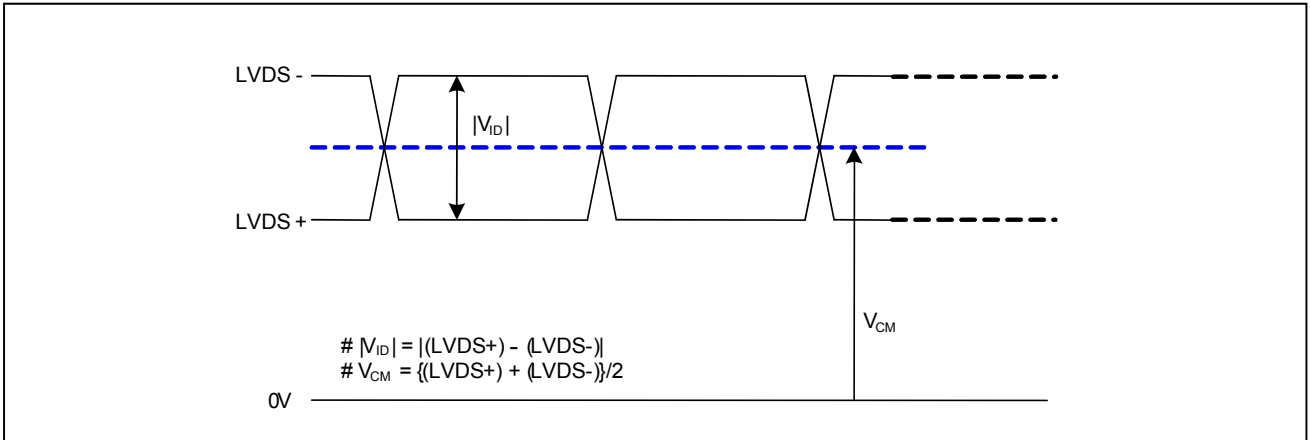 LVDS -
|V_ID|
LVDS +
V_CM
# |V_ID| = |(LVDS+) - (LVDS-)|
# V_CM = {(LVDS+) + (LVDS-)}/2
0V